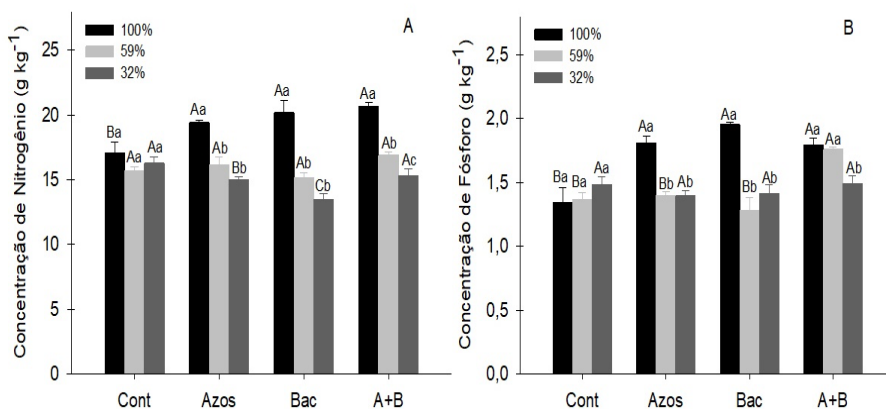 A
100%
59%
32%
Concentração de Nitrogênio (g kg⁻¹)
25
20
15
10
5
0
Ba Aa Aa
Aa Ab Bb
Aa Ab Cb
Aa Ab Ac
Cont Azos Bac A+B
B
100%
59%
32%
Concentração de Fósforo (g kg⁻¹)
2,5
2,0
1,5
1,0
0,5
0,0
Ba Ba Aa
Aa Bb Ab
Aa Bb Ab
Aa Aa Ab
Cont Azos Bac A+B